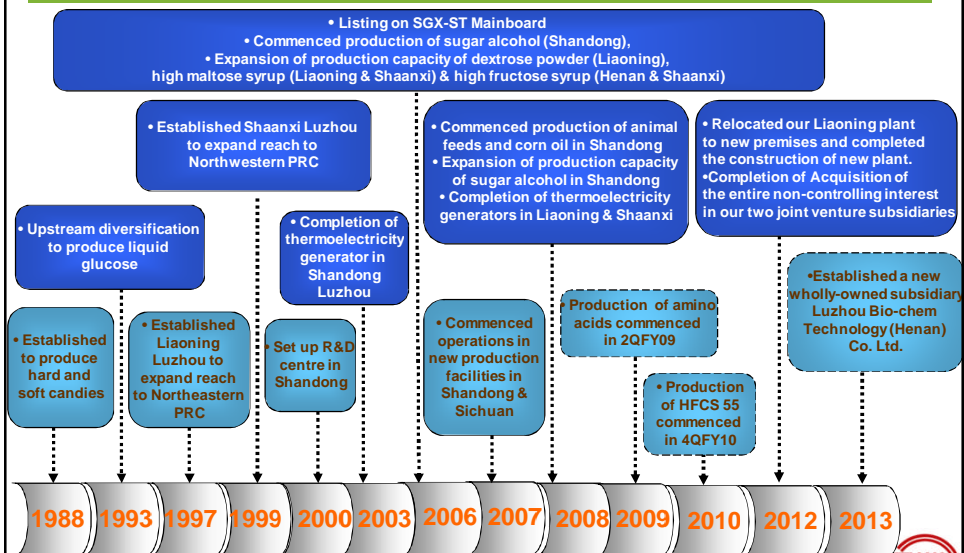 • Listing on SGX-ST Mainboard
• Commenced production of sugar alcohol (Shandong),
• Expansion of production capacity of dextrose powder (Liaoning),
high maltose syrup (Liaoning & Shaanxi) & high fructose syrup (Henan & Shaanxi)
• Established Shaanxi Luzhou
to expand reach to
Northwestern PRC
• Commenced production of animal
feeds and corn oil in Shandong
• Expansion of production capacity
of sugar alcohol in Shandong
• Completion of thermoelectricity
generators in Liaoning & Shaanxi
• Relocated our Liaoning plant
to new premises and completed
the construction of new plant.
•Completion of Acquisition of
the entire non-controlling interest
in our two joint venture subsidiaries
• Upstream diversification
to produce liquid
glucose
• Completion of
thermoelectricity
generator in
Shandong
Luzhou
•Established a new
wholly-owned subsidiary
Luzhou Bio-chem
Technology (Henan)
Co. Ltd.
• Established
to produce
hard and
soft candies
• Established
Liaoning
Luzhou to
expand reach
to Northeastern
PRC
• Set up R&D
centre in
Shandong
• Commenced
operations in
new production
facilities in
Shandong &
Sichuan
• Production of amino
acids commenced
in 2QFY09
• Production
of HFCS 55
commenced
in 4QFY10
1988 1993 1997 1999 2000 2003 2006 2007 2008 2009 2010 2012 2013